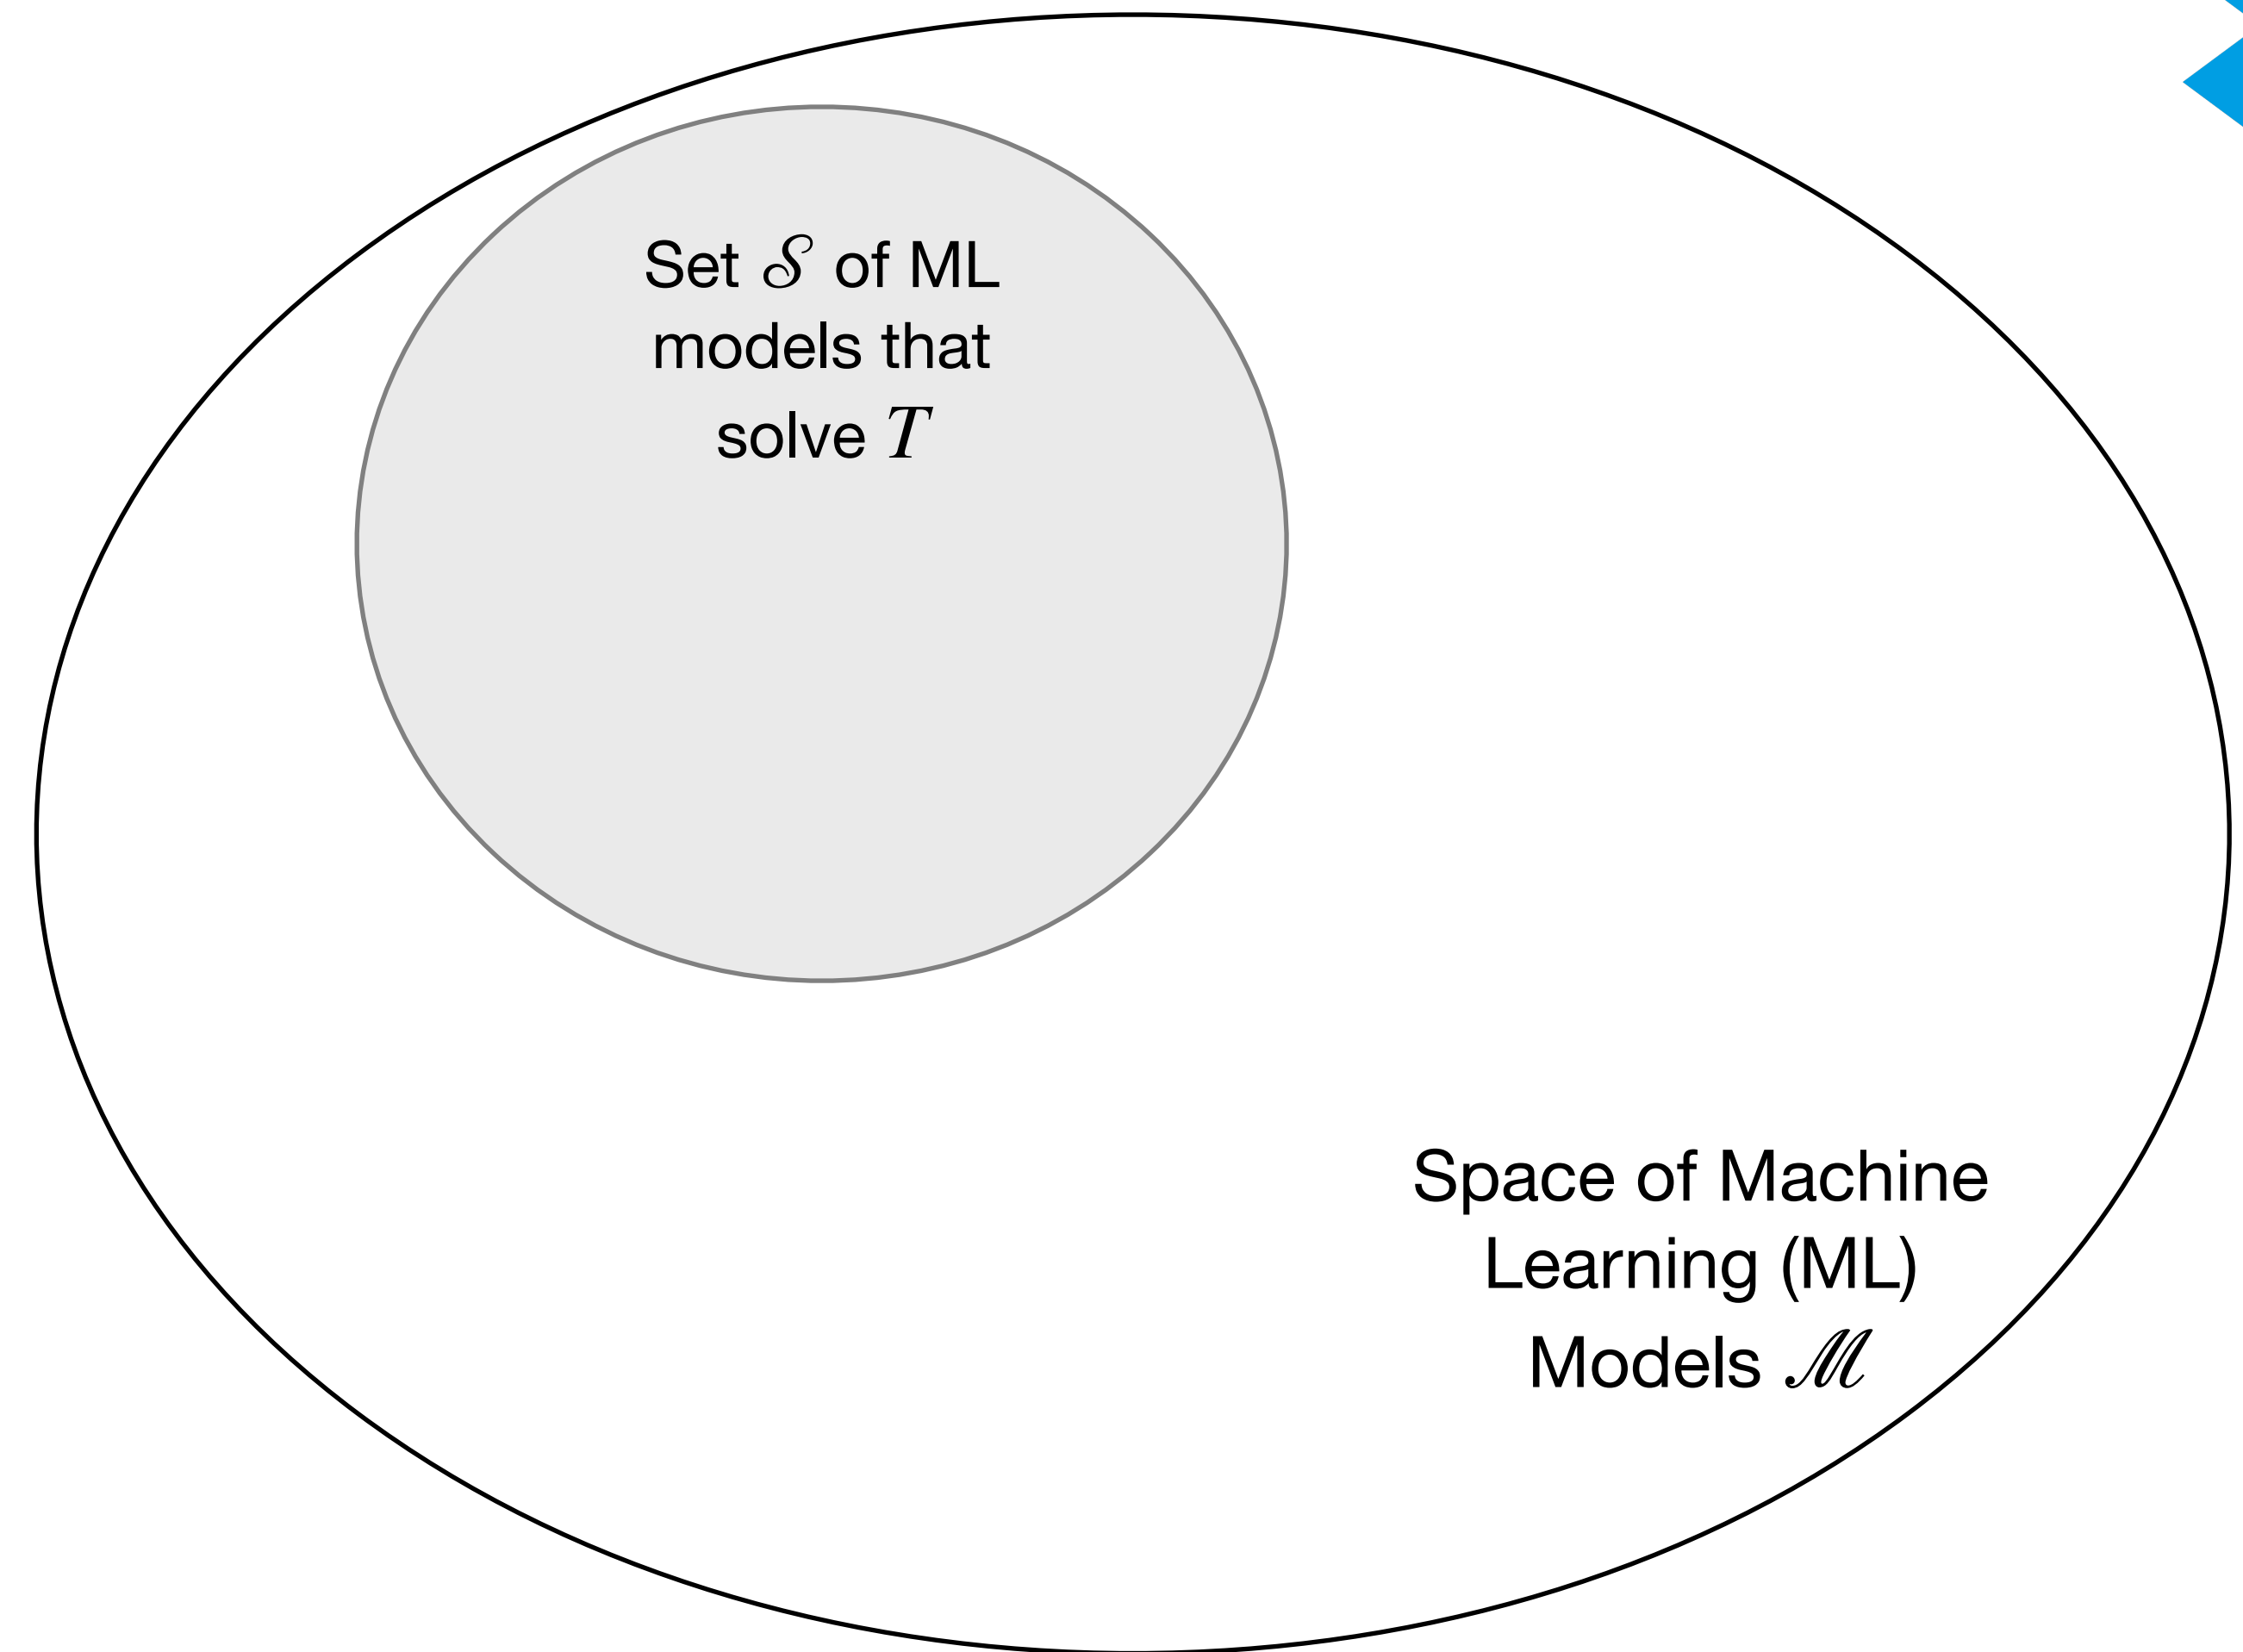 Set 𝒮 of ML
models that
solve T
Space of Machine
Learning (ML)
Models ℳ